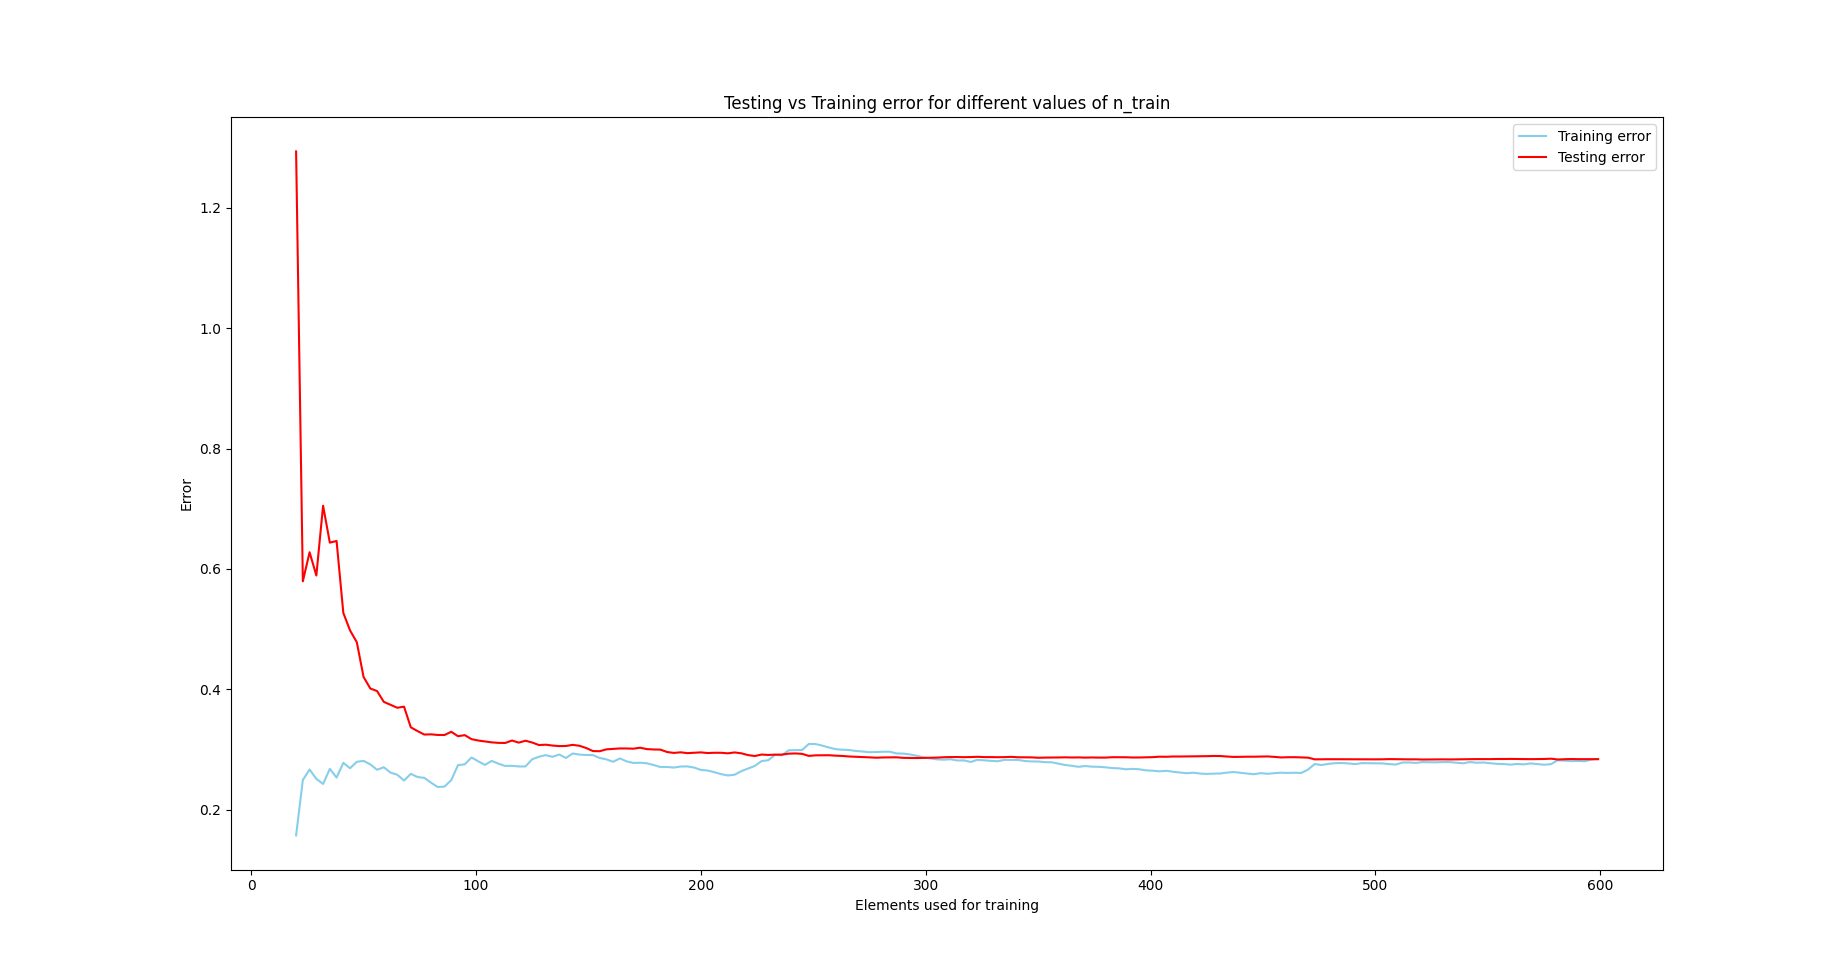 Testing vs Training error for different values of n_train
Training error
Testing error
1.2
1.0
0.8
0.6
0.4
0.2
Error
0 100 200 300 400 500 600
Elements used for training